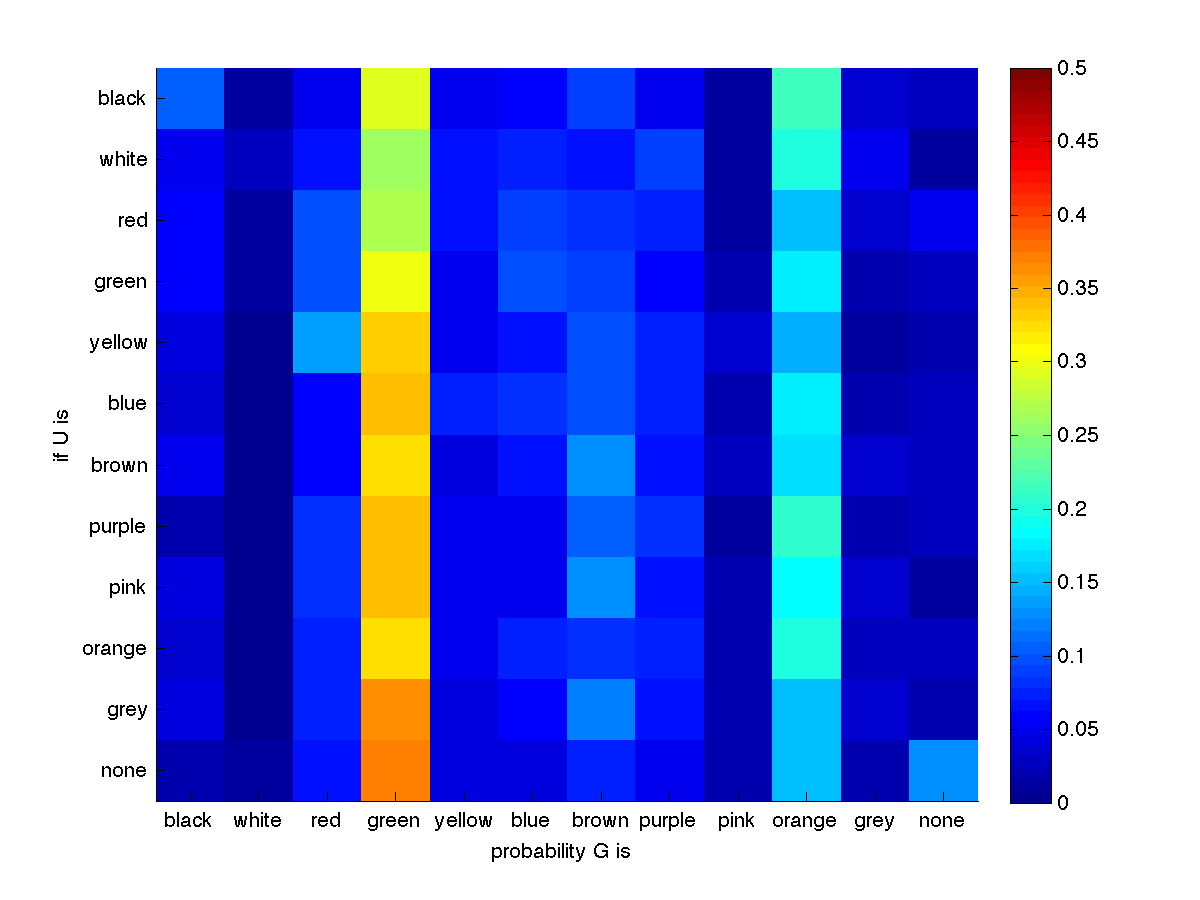 black
white
red
green
yellow
blue
brown
purple
pink
orange
grey
none
if U is
black white red green yellow blue brown purple pink orange grey none
probability G is
0.5
0.45
0.4
0.35
0.3
0.25
0.2
0.15
0.1
0.05
0